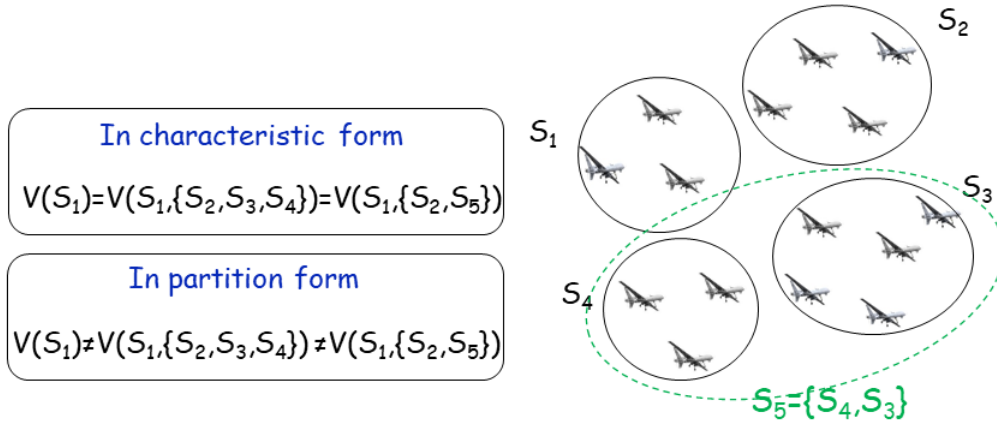 In characteristic form
V(S₁)=V(S₁,{S₂,S₃,S₄})=V(S₁,{S₂,S₅})
In partition form
V(S₁)≠V(S₁,{S₂,S₃,S₄}) ≠V(S₁,{S₂,S₅})
S₁
S₂
S₃
S₄
S₅={S₄,S₃}